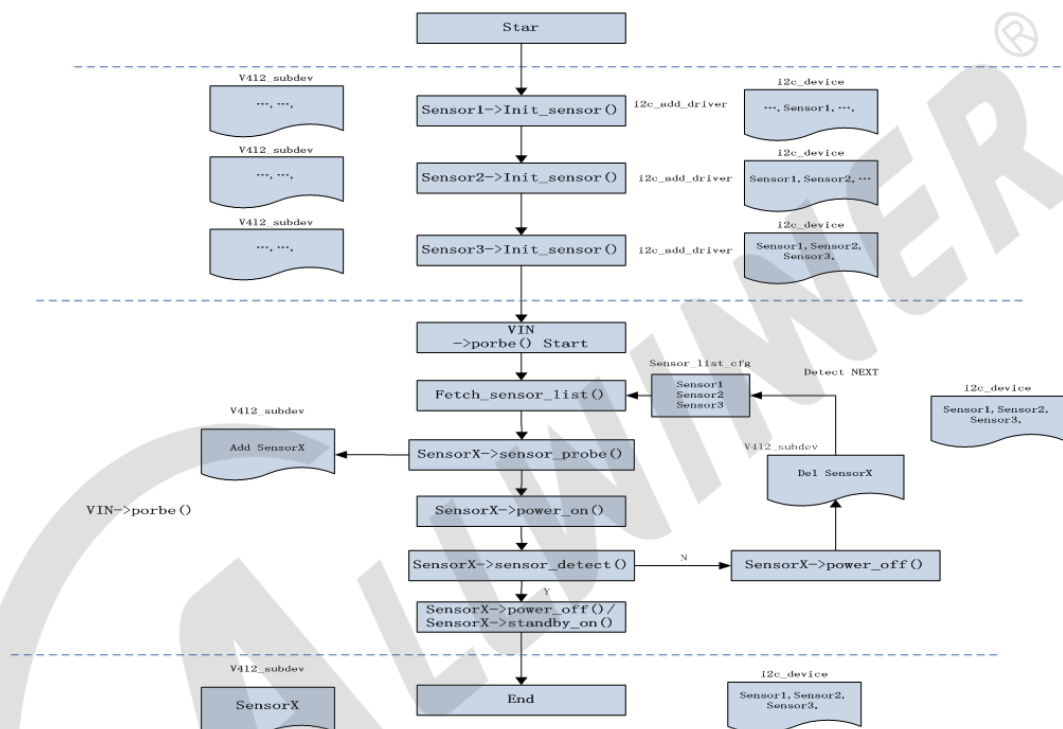 Star
V4l2_subdev
…, …,
Sensor1->Init_sensor()
i2c_add_driver
i2c_device
…, Sensor1, …,
V4l2_subdev
…, …,
Sensor2->Init_sensor()
i2c_add_driver
i2c_device
Sensor1, Sensor2, …
V4l2_subdev
…, …,
Sensor3->Init_sensor()
i2c_add_driver
i2c_device
Sensor1, Sensor2,
Sensor3,
VIN
->porbe() Start
Sensor_list_cfg
Sensor1
Sensor2
Sensor3
Detect NEXT
Fetch_sensor_list()
i2c_device
Sensor1, Sensor2,
Sensor3,
V4l2_subdev
Add SensorX
SensorX->sensor_probe()
V4l2_subdev
Del SensorX
VIN->porbe()
SensorX->power_on()
SensorX->sensor_detect()
N
SensorX->power_off()
Y
SensorX->power_off()/
SensorX->standby_on()
V4l2_subdev
SensorX
End
i2c_device
Sensor1, Sensor2,
Sensor3,
ALLWINNER
®